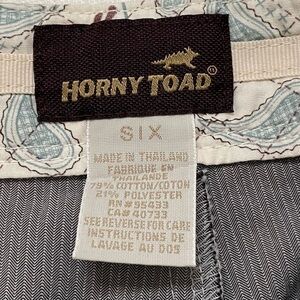 HORNY TOAD®
SIX
MADE IN THAILAND
FABRIQUE EN
THAILANDE
79% COTTON/COTON
21% POLYESTER
RN# 95433
CA# 40733
SEE REVERSE FOR CARE
INSTRUCTIONS DE
LAVAGE AU DOS